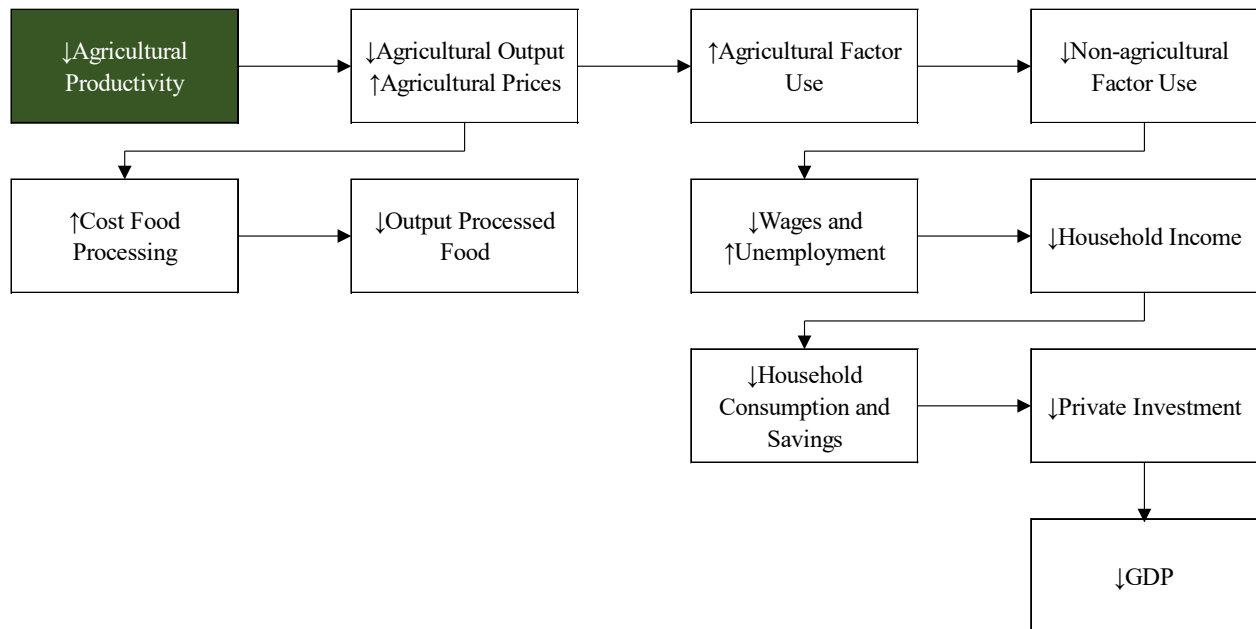 ↓Agricultural
Productivity
↓Agricultural Output
↑Agricultural Prices
↑Agricultural Factor
Use
↓Non-agricultural
Factor Use
↑Cost Food
Processing
↓Output Processed
Food
↓Wages and
↑Unemployment
↓Household Income
↓Household
Consumption and
Savings
↓Private Investment
↓GDP